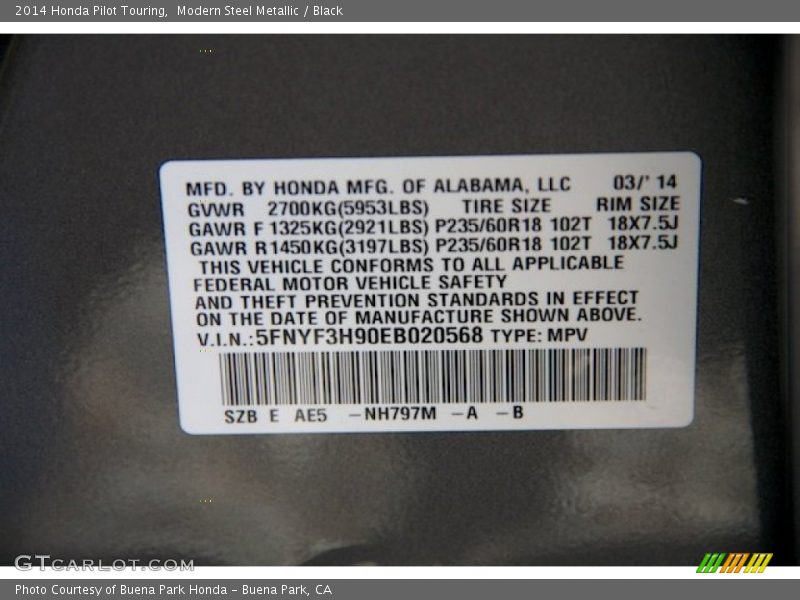 2014 Honda Pilot Touring,  Modern Steel Metallic / Black
MFD. BY HONDA MFG. OF ALABAMA, LLC 03/' 14
GVWR 2700KG(5953LBS) TIRE SIZE RIM SIZE
GAWR F 1325KG(2921LBS) P235/60R18 102T 18X7.5J
GAWR R1450KG(3197LBS) P235/60R18 102T 18X7.5J
THIS VEHICLE CONFORMS TO ALL APPLICABLE
FEDERAL MOTOR VEHICLE SAFETY
AND THEFT PREVENTION STANDARDS IN EFFECT
ON THE DATE OF MANUFACTURE SHOWN ABOVE.
V.I.N.:5FNYF3H90EB020568 TYPE: MPV
SZB E AE5 –NH797M –A –B
GTCARLOT.COM
Photo Courtesy of Buena Park Honda – Buena Park, CA